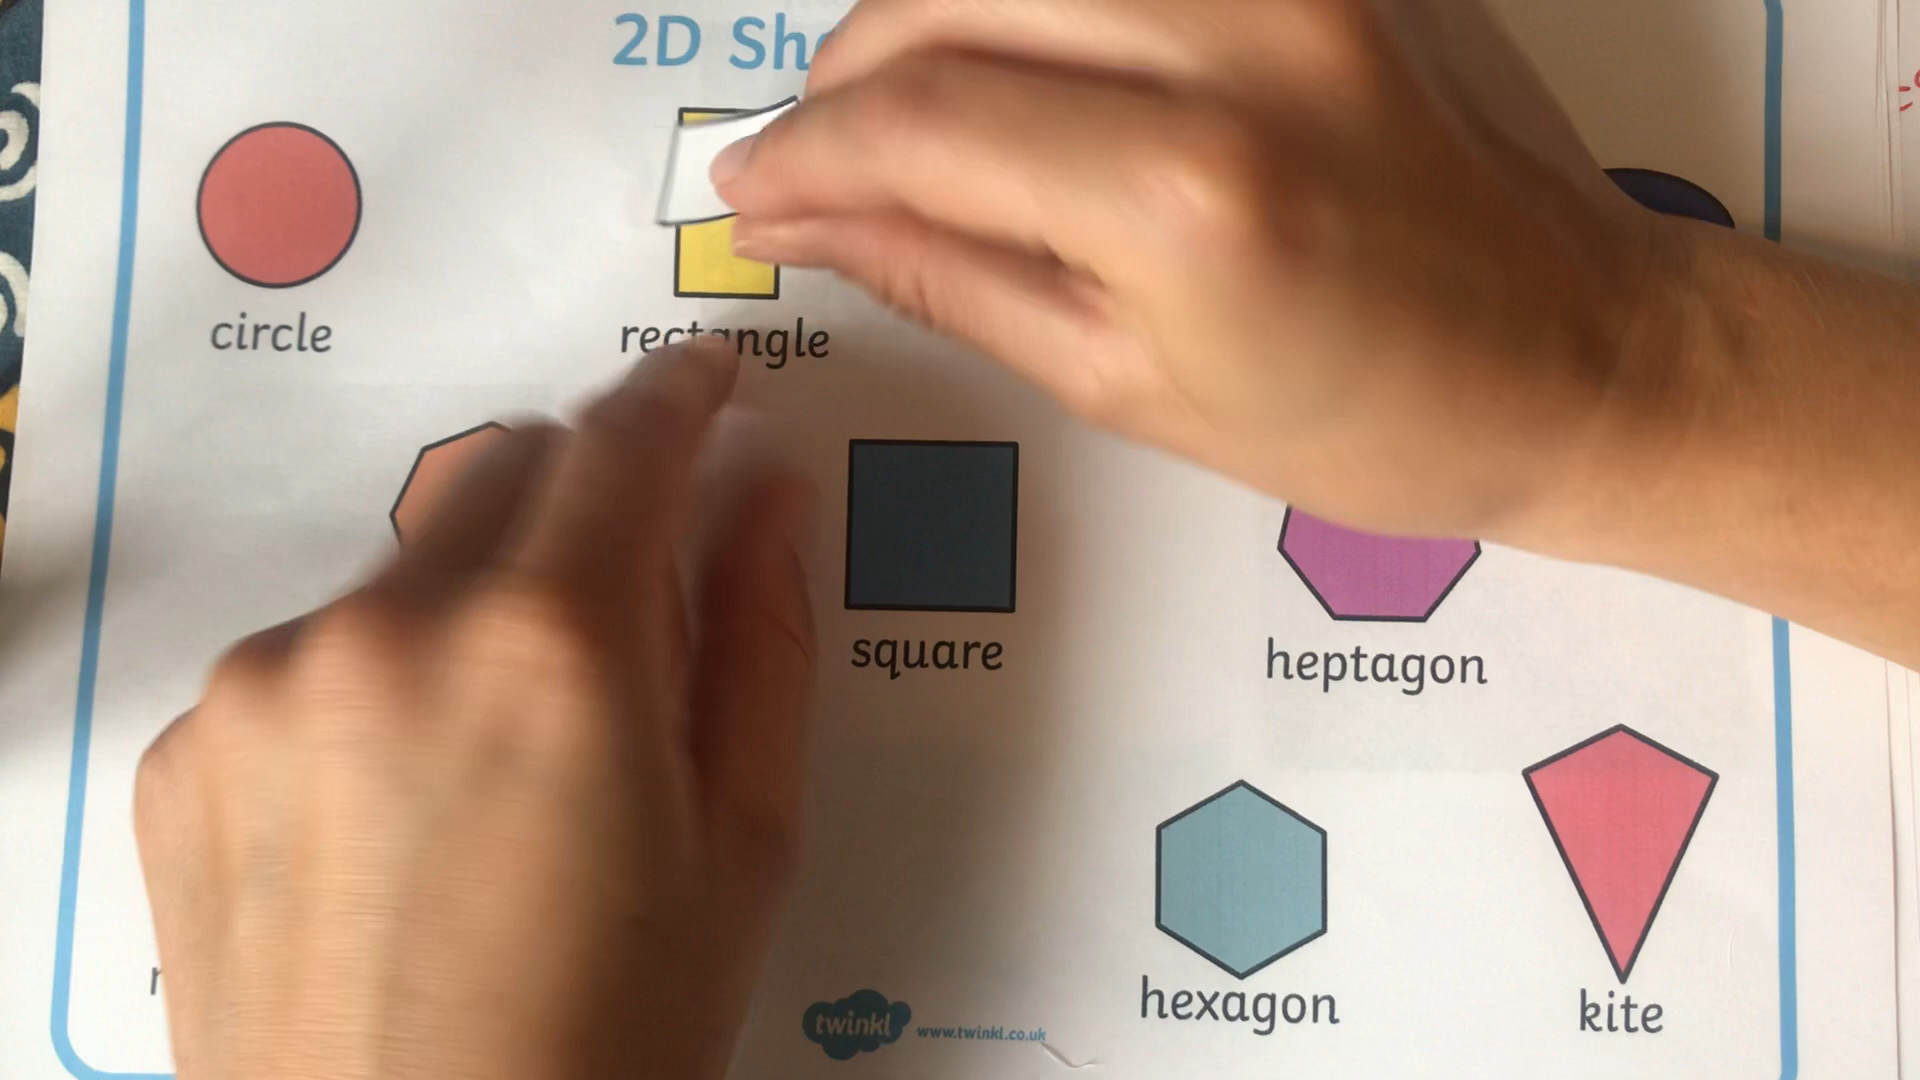 2D Sh
circle
rectangle
square
heptagon
hexagon
kite
twinkl
www.twinkl.co.uk